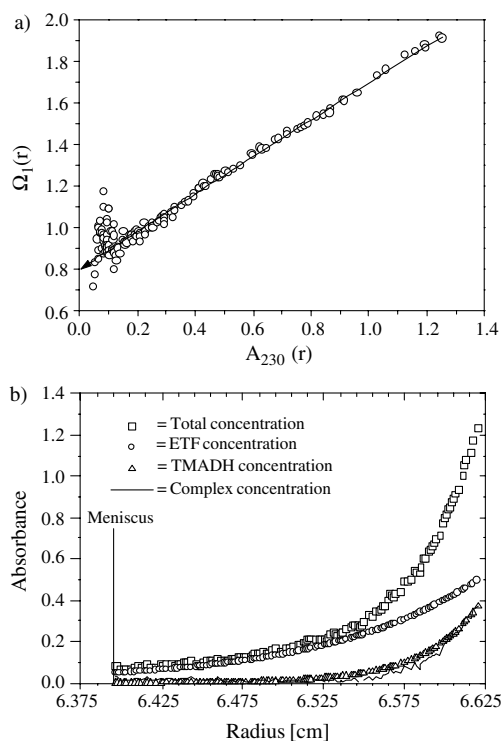 a)
2.0
1.8
1.6
1.4
1.2
1.0
0.8
0.6
Ω1(r)
0.0 0.2 0.4 0.6 0.8 1.0 1.2 1.4
A230 (r)
b)
1.4
1.2
1.0
0.8
0.6
0.4
0.2
0.0
Absorbance
= Total concentration
= ETF concentration
= TMADH concentration
= Complex concentration
Meniscus
6.375 6.425 6.475 6.525 6.575 6.625
Radius [cm]